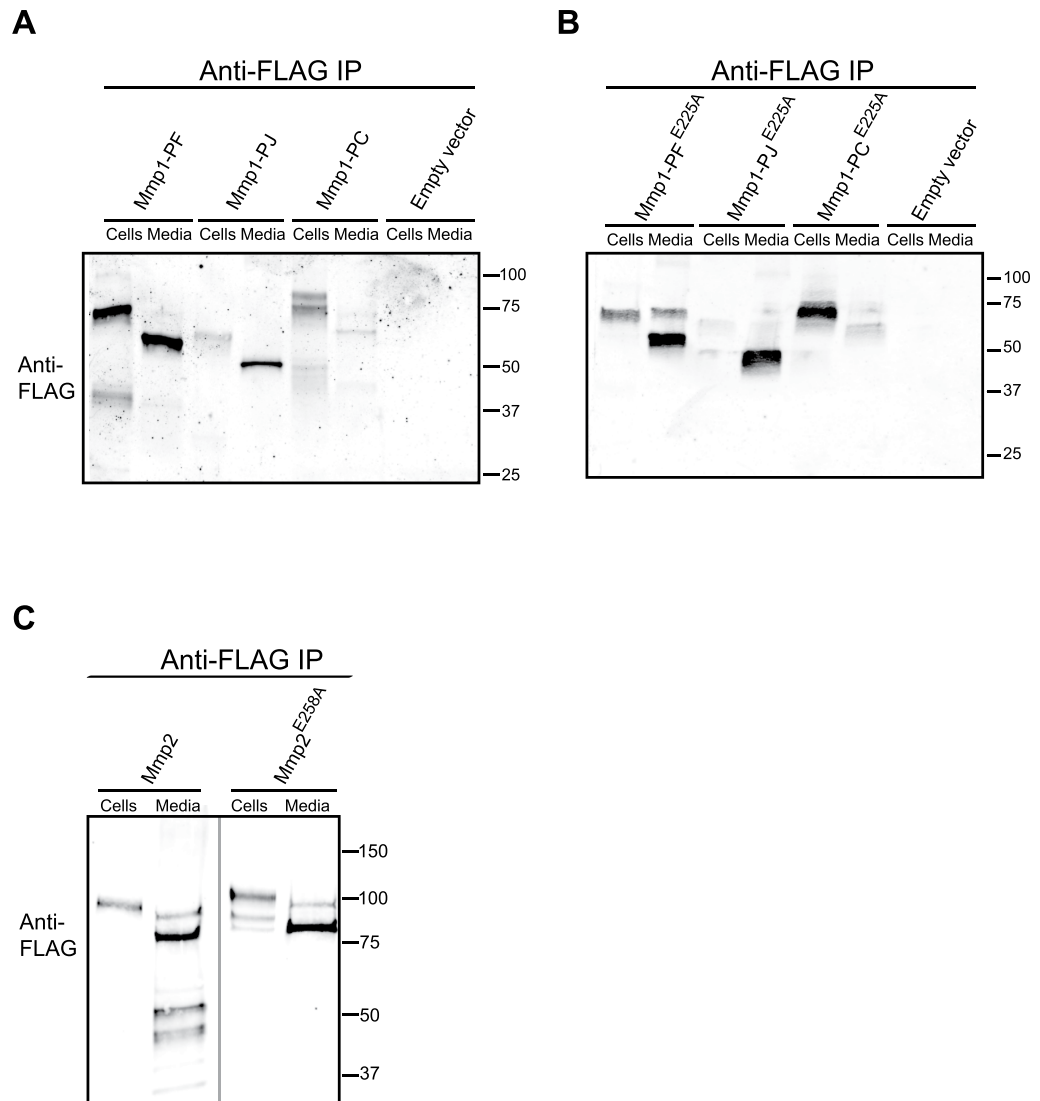 A
Anti-FLAG IP
Mmp1-PF
Mmp1-PJ
Mmp1-PC
Empty vector
Cells Media Cells Media Cells Media Cells Media
100
75
50
37
25
Anti-
FLAG
B
Anti-FLAG IP
Mmp1-PF E225A
Mmp1-PJ E225A
Mmp1-PC E225A
Empty vector
Cells Media Cells Media Cells Media Cells Media
100
75
50
37
25
C
Anti-FLAG IP
Mmp2
Mmp2 E258A
Cells Media Cells Media
150
100
75
50
37
Anti-
FLAG